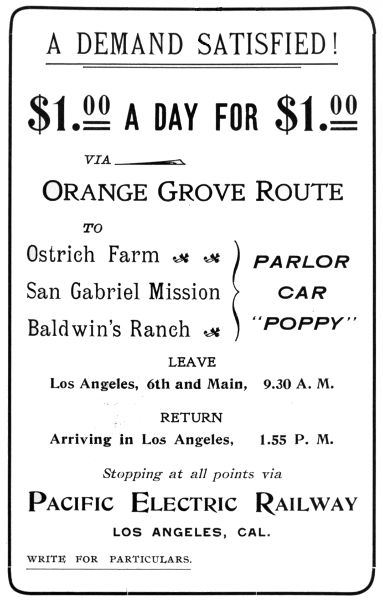 A DEMAND SATISFIED!
$1.00 A DAY FOR $1.00
VIA
ORANGE GROVE ROUTE
TO
Ostrich Farm
San Gabriel Mission
Baldwin's Ranch
PARLOR
CAR
"POPPY"
LEAVE
Los Angeles, 6th and Main, 9.30 A. M.
RETURN
Arriving in Los Angeles, 1.55 P. M.
Stopping at all points via
PACIFIC ELECTRIC RAILWAY
LOS ANGELES, CAL.
WRITE FOR PARTICULARS.